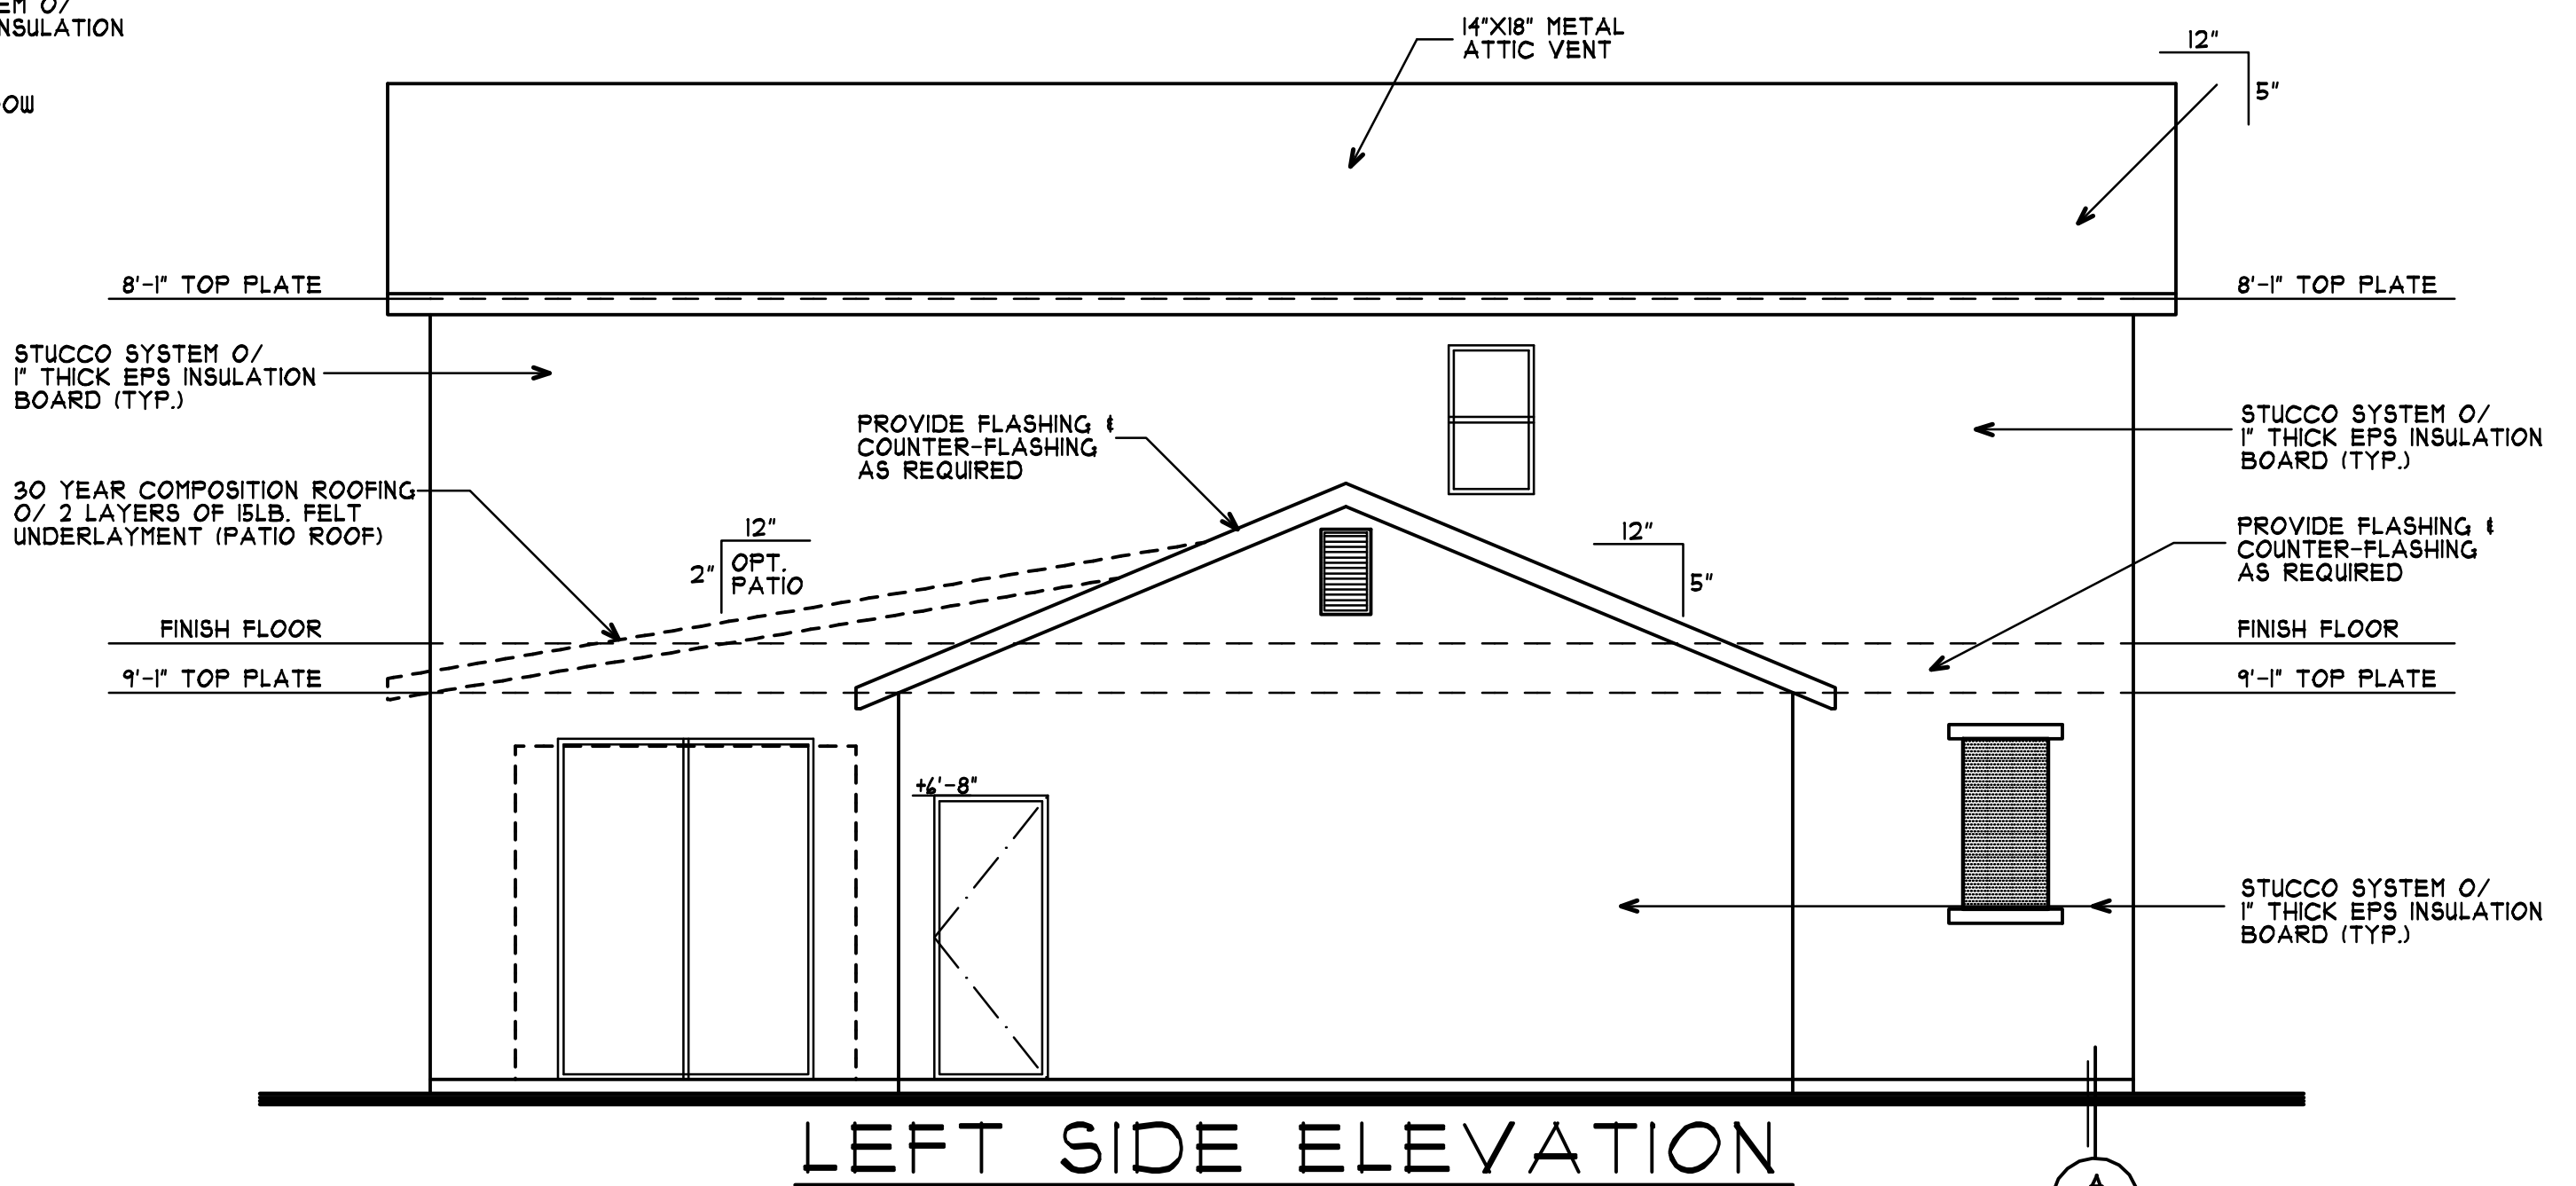 INSULATION
14"X18" METAL
ATTIC VENT
12"
5"
8'-1" TOP PLATE
8'-1" TOP PLATE
STUCCO SYSTEM O/
1" THICK EPS INSULATION
BOARD (TYP.)
PROVIDE FLASHING &
COUNTER-FLASHING
AS REQUIRED
STUCCO SYSTEM O/
1" THICK EPS INSULATION
BOARD (TYP.)
30 YEAR COMPOSITION ROOFING
O/ 2 LAYERS OF 15LB. FELT
UNDERLAYMENT (PATIO ROOF)
12"
2"
OPT.
PATIO
12"
5"
PROVIDE FLASHING &
COUNTER-FLASHING
AS REQUIRED
FINISH FLOOR
FINISH FLOOR
9'-1" TOP PLATE
9'-1" TOP PLATE
+6'-8"
STUCCO SYSTEM O/
1" THICK EPS INSULATION
BOARD (TYP.)
LEFT SIDE ELEVATION
A